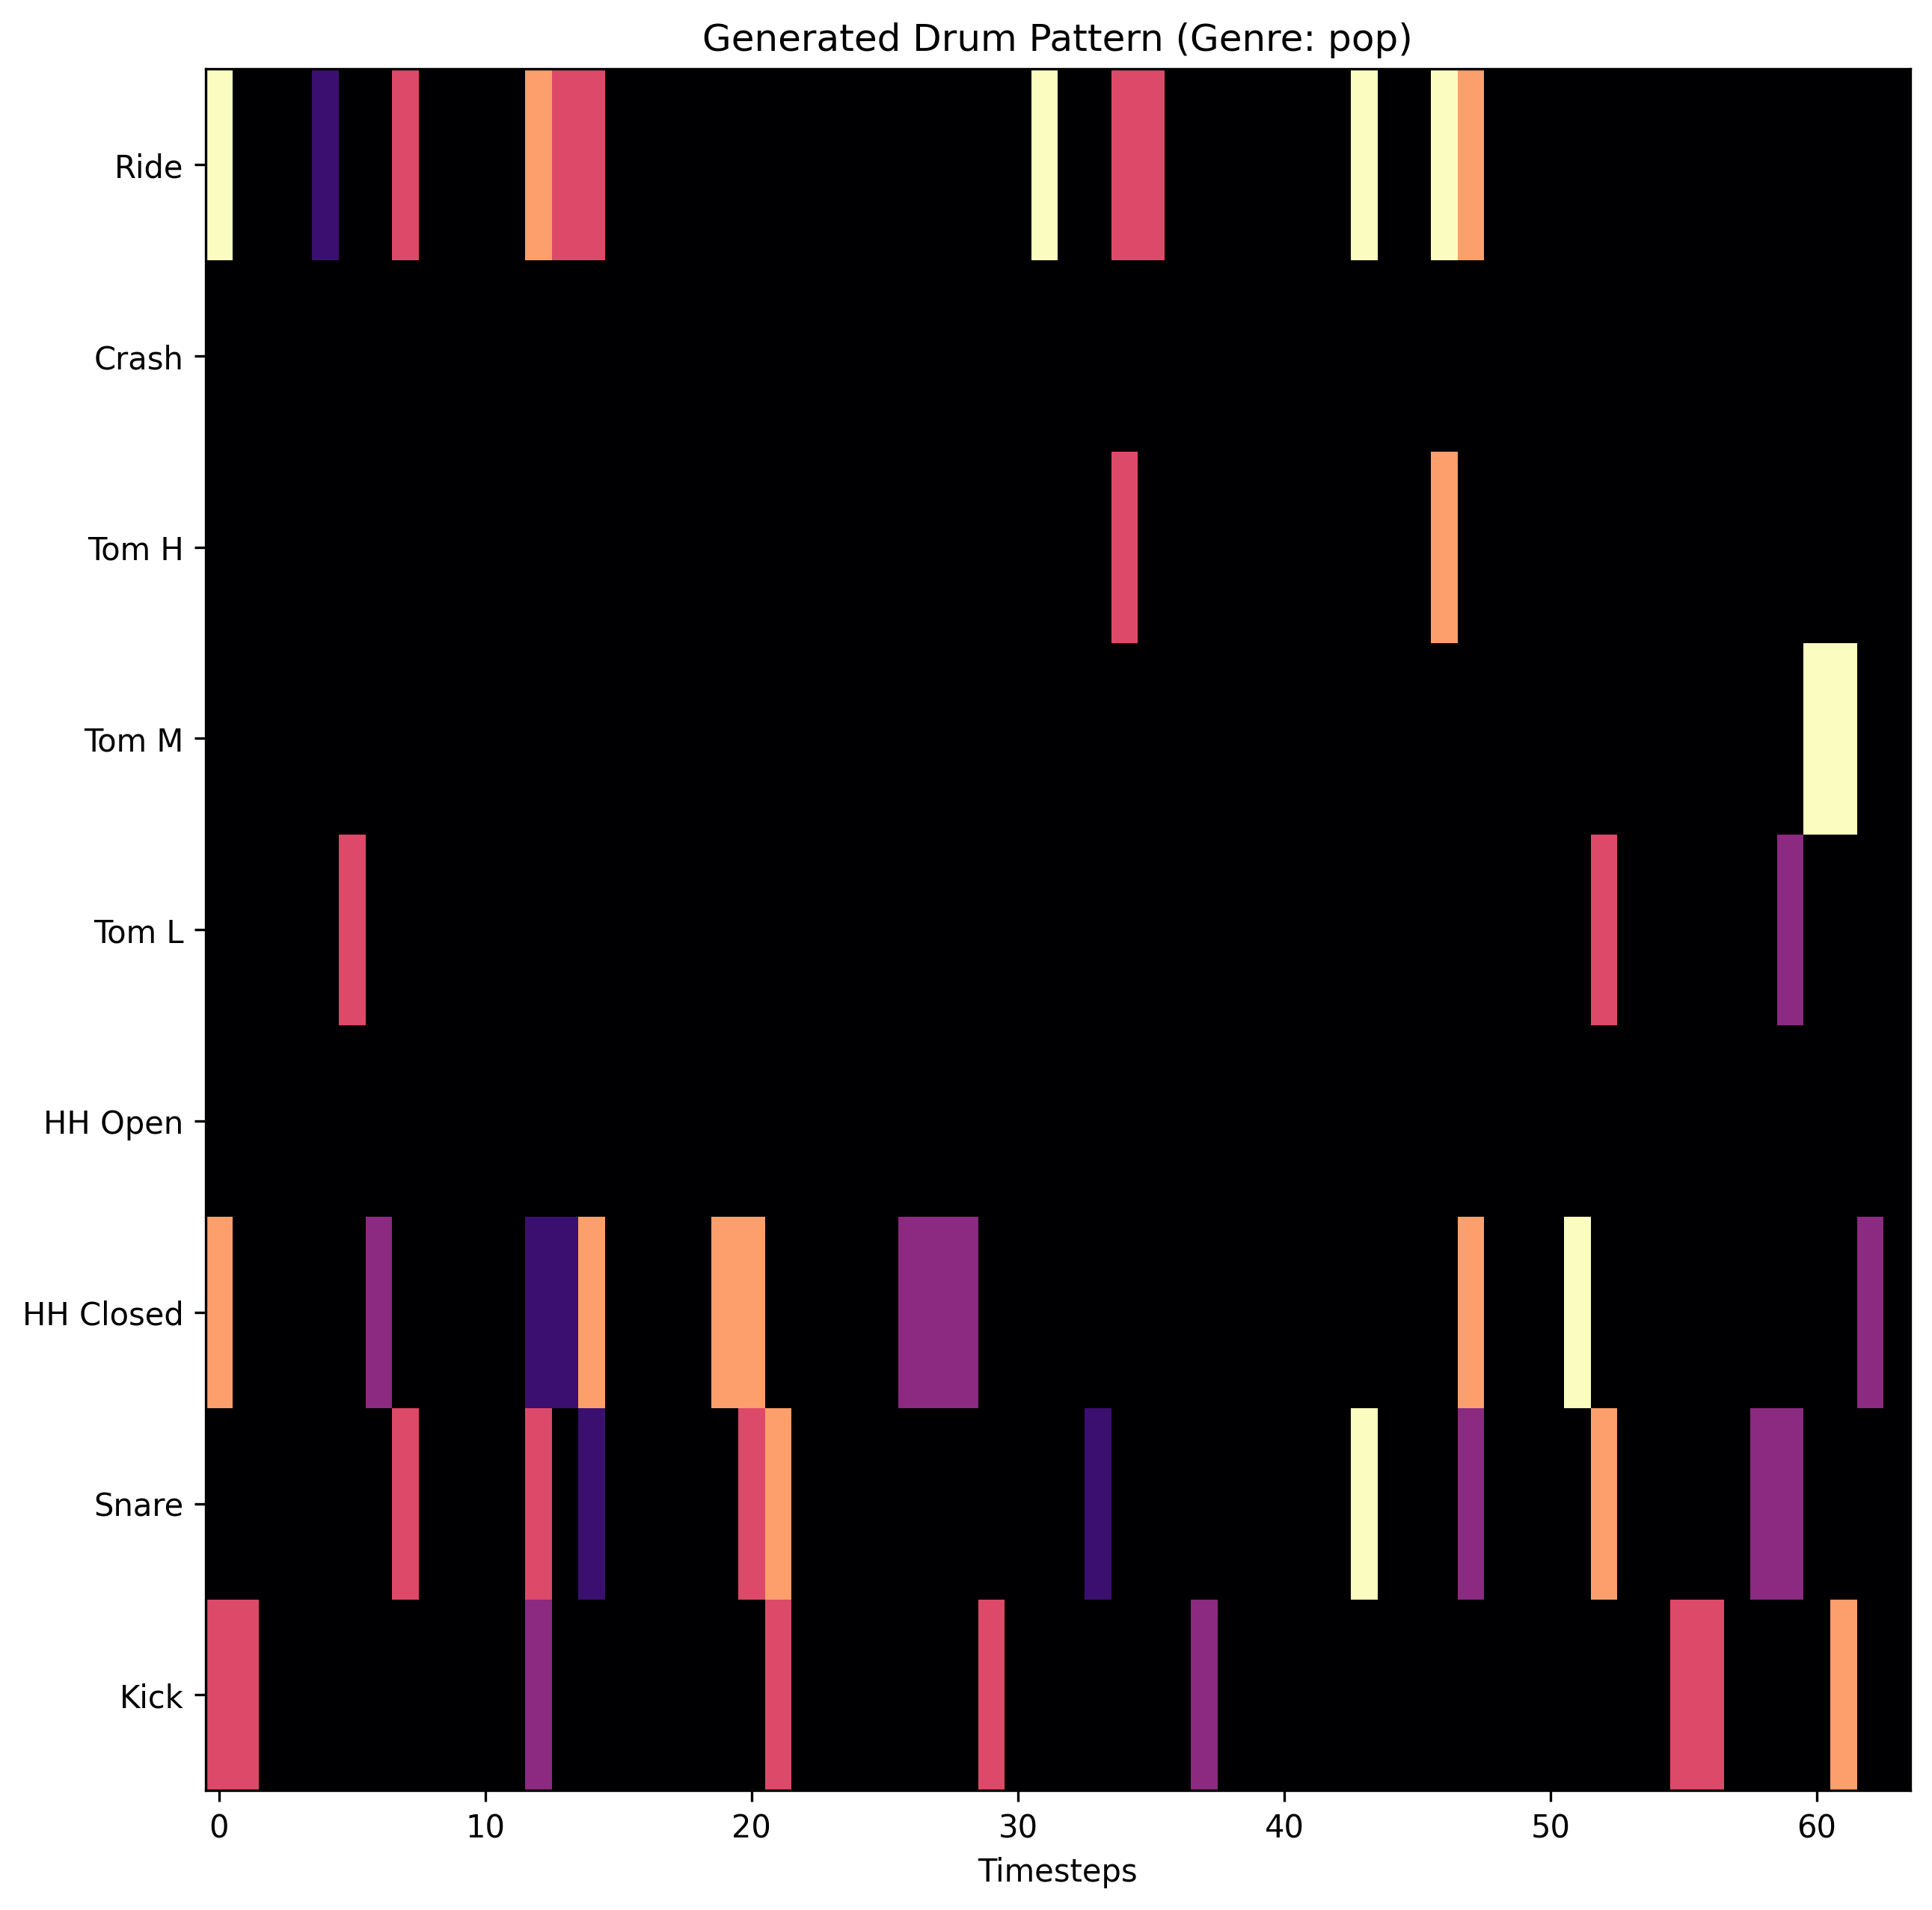 Generated Drum Pattern (Genre: pop)
Ride
Crash
Tom H
Tom M
Tom L
HH Open
HH Closed
Snare
Kick
0 10 20 30 40 50 60
Timesteps